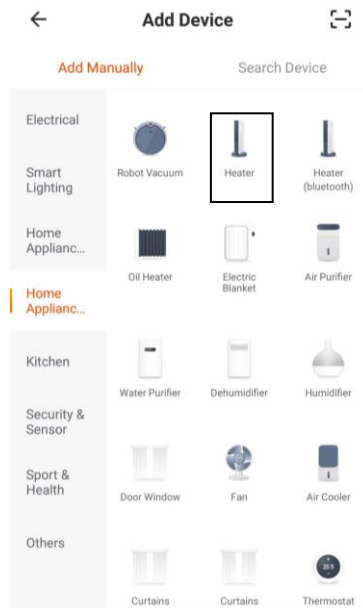 Add Device
Add Manually
Search Device
Electrical
Smart
Lighting
Home
Applianc...
Home
Applianc...
Kitchen
Security &
Sensor
Sport &
Health
Others
Robot Vacuum
Heater
Heater
(bluetooth)
Oil Heater
Electric
Blanket
Air Purifier
Water Purifier
Dehumidifier
Humidifier
Door Window
Fan
Air Cooler
20.5
Curtains
Curtains
Thermostat